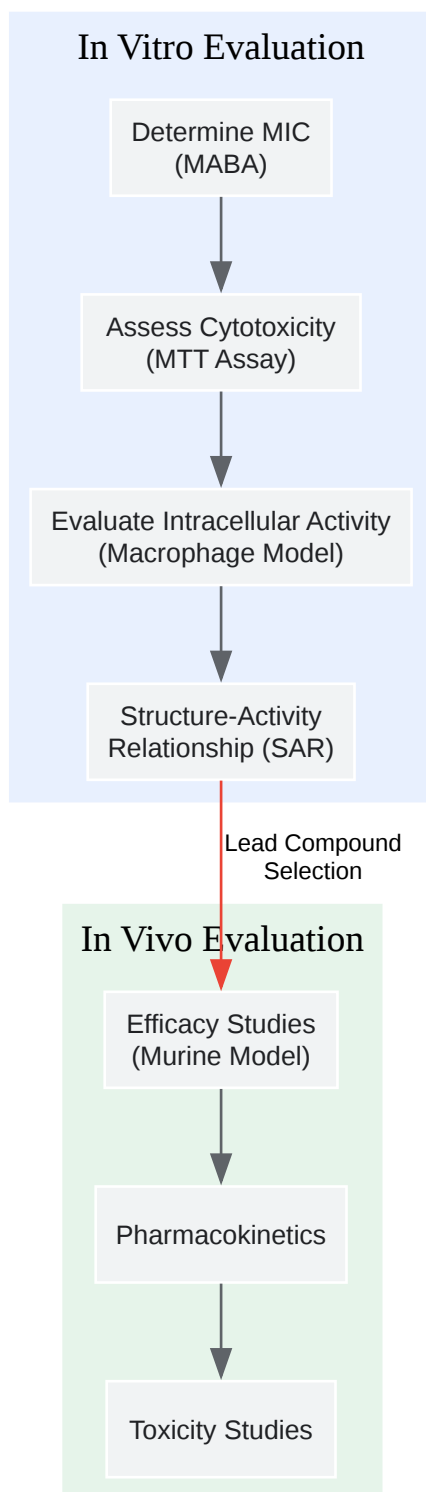 In Vitro Evaluation
Determine MIC
(MABA)
Assess Cytotoxicity
(MTT Assay)
Evaluate Intracellular Activity
(Macrophage Model)
Structure-Activity
Relationship (SAR)
Lead Compound
Selection
In Vivo Evaluation
Efficacy Studies
(Murine Model)
Pharmacokinetics
Toxicity Studies